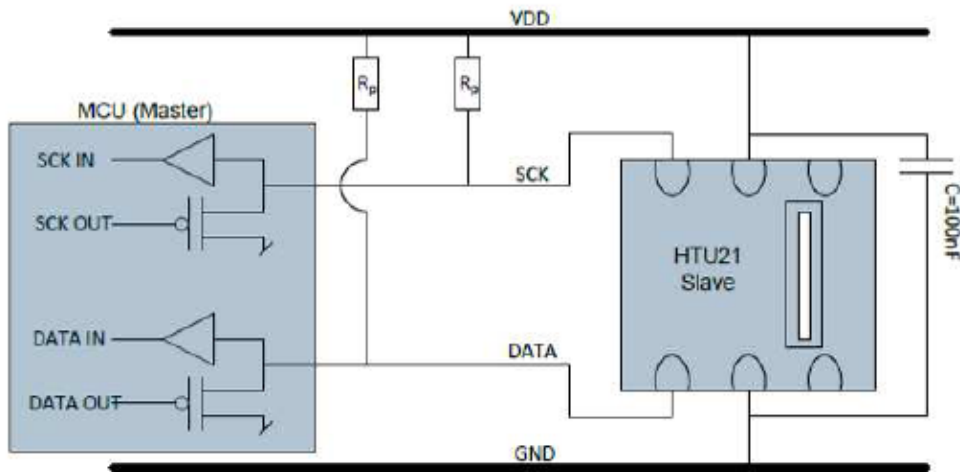 VDD
Rp
Rp
MCU (Master)
SCK IN
SCK
SCK OUT
HTU21
Slave
C=100nF
DATA IN
DATA
DATA OUT
GND